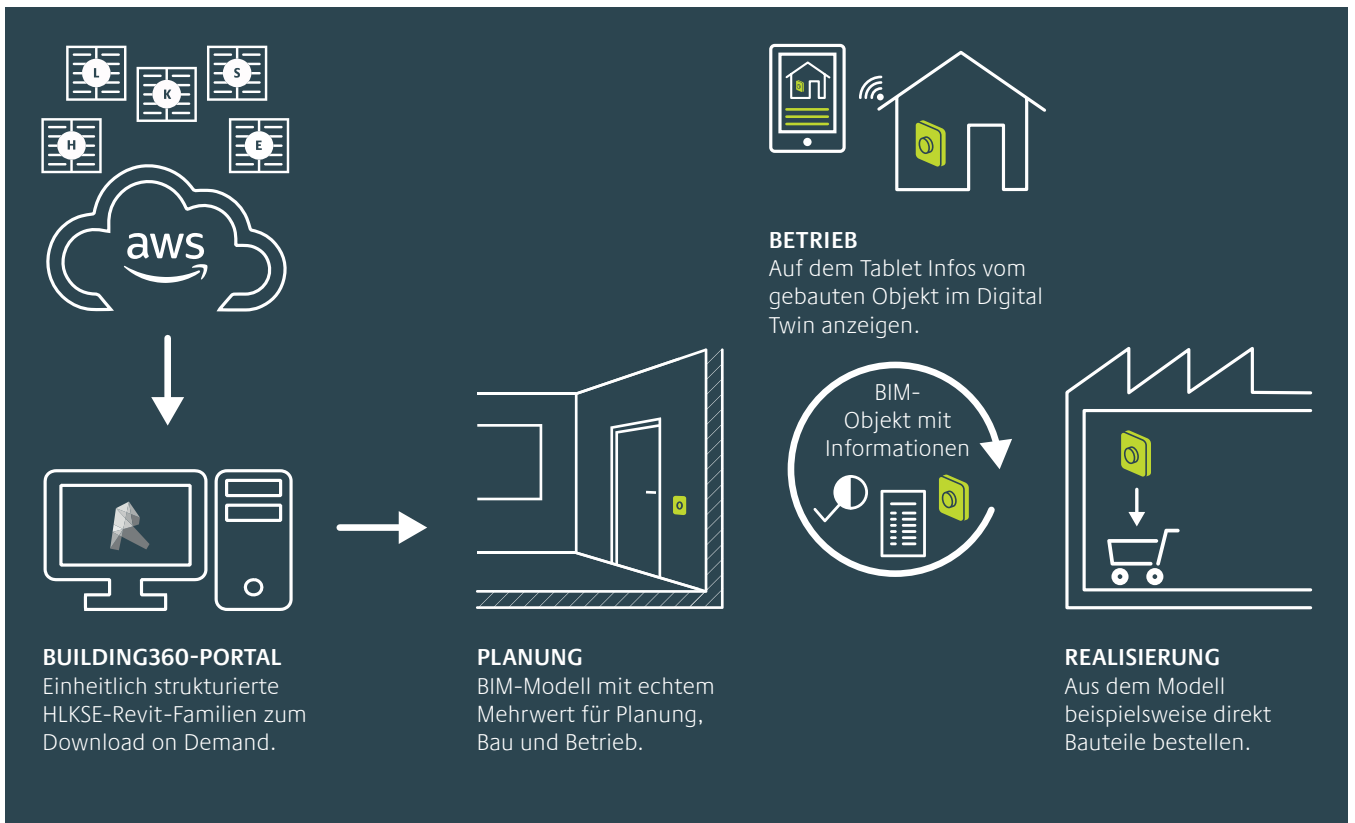 L
S
K
H
E
aws
BUILDING360-PORTAL
Einheitlich strukturierte
HLKSE-Revit-Familien zum
Download on Demand.
PLANUNG
BIM-Modell mit echtem
Mehrwert für Planung,
Bau und Betrieb.
BETRIEB
Auf dem Tablet Infos vom
gebauten Objekt im Digital
Twin anzeigen.
BIM-
Objekt mit
Informationen
REALISIERUNG
Aus dem Modell
beispielsweise direkt
Bauteile bestellen.